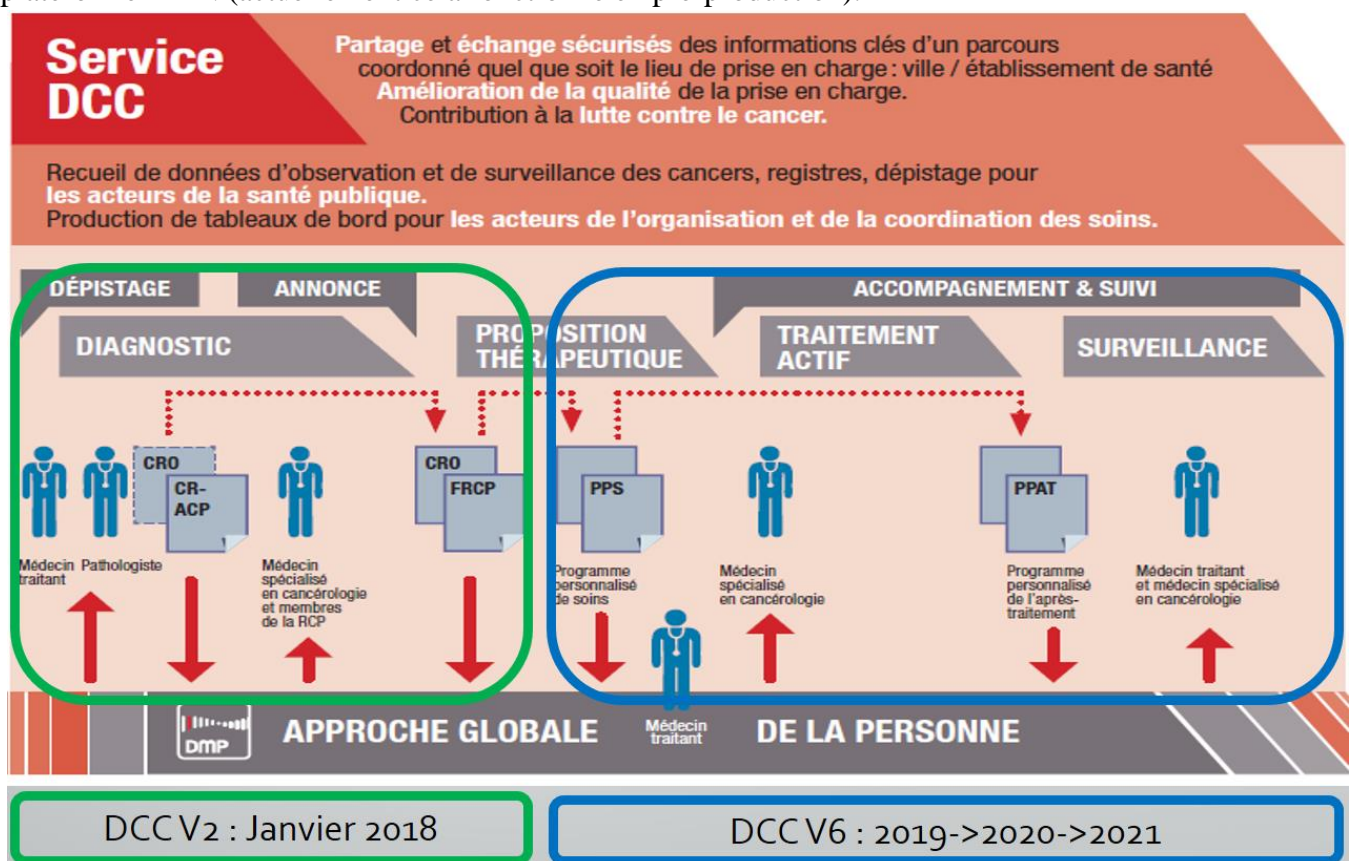 Service
DCC
Partage et échange sécurisés des informations clés d'un parcours
coordonné quel que soit le lieu de prise en charge : ville / établissement de santé
Amélioration de la qualité de la prise en charge.
Contribution à la lutte contre le cancer.
Recueil de données d'observation et de surveillance des cancers, registres, dépistage pour
les acteurs de la santé publique.
Production de tableaux de bord pour les acteurs de l'organisation et de la coordination des soins.
DÉPISTAGE
ANNONCE
ACCOMPAGNEMENT & SUIVI
DIAGNOSTIC
PROPOSITION
THÉRAPEUTIQUE
TRAITEMENT
ACTIF
SURVEILLANCE
CRO
CR-
ACP
CRO
FRCP
PPS
PPAT
Médecin
traitant
Pathologiste
Médecin
spécialisé
en cancérologie
et membres
de la RCP
Programme
personnalisé
de soins
Médecin
spécialisé
en cancérologie
Programme
personnalisé
de l'après-
traitement
Médecin traitant
et médecin spécialisé
en cancérologie
DMP
APPROCHE GLOBALE
Médecin
traitant
DE LA PERSONNE
DCC V2 : Janvier 2018
DCC V6 : 2019->2020->2021